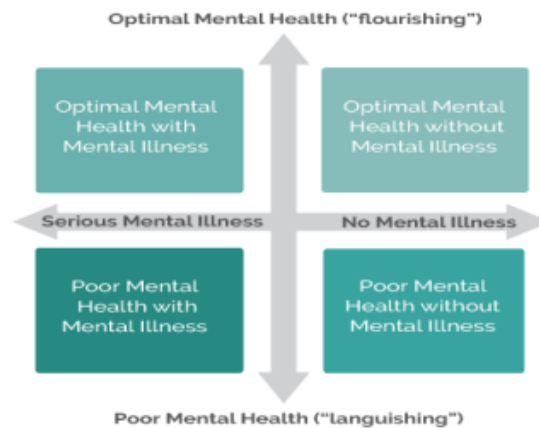 Optimal Mental Health (“flourishing”)
Optimal Mental
Health with
Mental Illness
Optimal Mental
Health without
Mental Illness
Serious Mental Illness
No Mental Illness
Poor Mental
Health with
Mental Illness
Poor Mental
Health without
Mental Illness
Poor Mental Health (“languishing”)